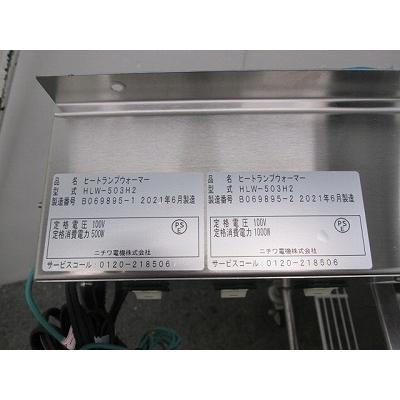 品 名 ヒートランプウォーマー
型 式 HLW-503H2
製造番号 B069895-1 2021年6月製造
定格電圧 100V
定格消費電力 500W
PS
E
ニチワ電機株式会社
サービスコール: 0120-218506
品 名 ヒートランプウォーマー
型 式 HLW-503H2
製造番号 B069895-2 2021年6月製造
定格電圧 100V
定格消費電力 1000W
PS
E
ニチワ電機株式会社
サービスコール: 0120-218506